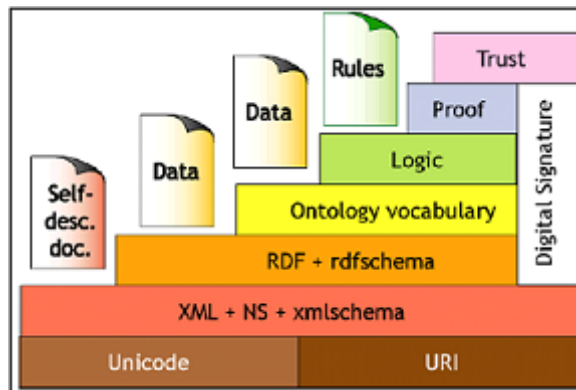 Trust
Rules
Proof
Data
Logic
Data
Self-
desc.
doc.
Ontology vocabulary
Digital Signature
RDF + rdfschema
XML + NS + xmlschema
Unicode
URI